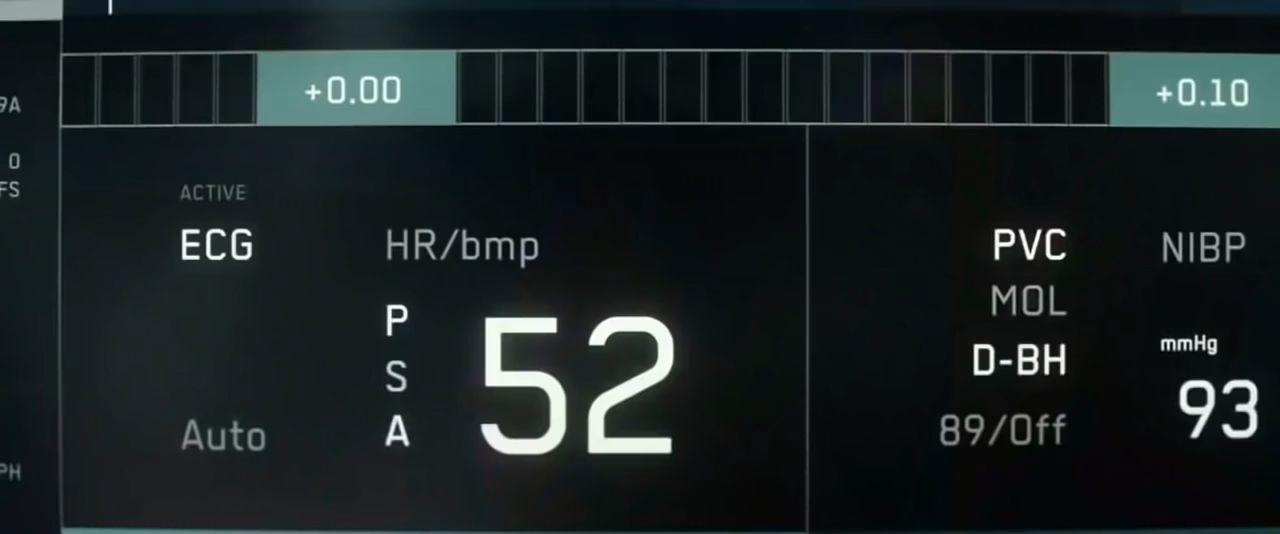 +0.00
+0.10
9A
0
FS
ACTIVE
ECG
HR/bmp
P
S
A
52
Auto
PVC
NIBP
MOL
D-BH
mmHg
93
89/Off
PH